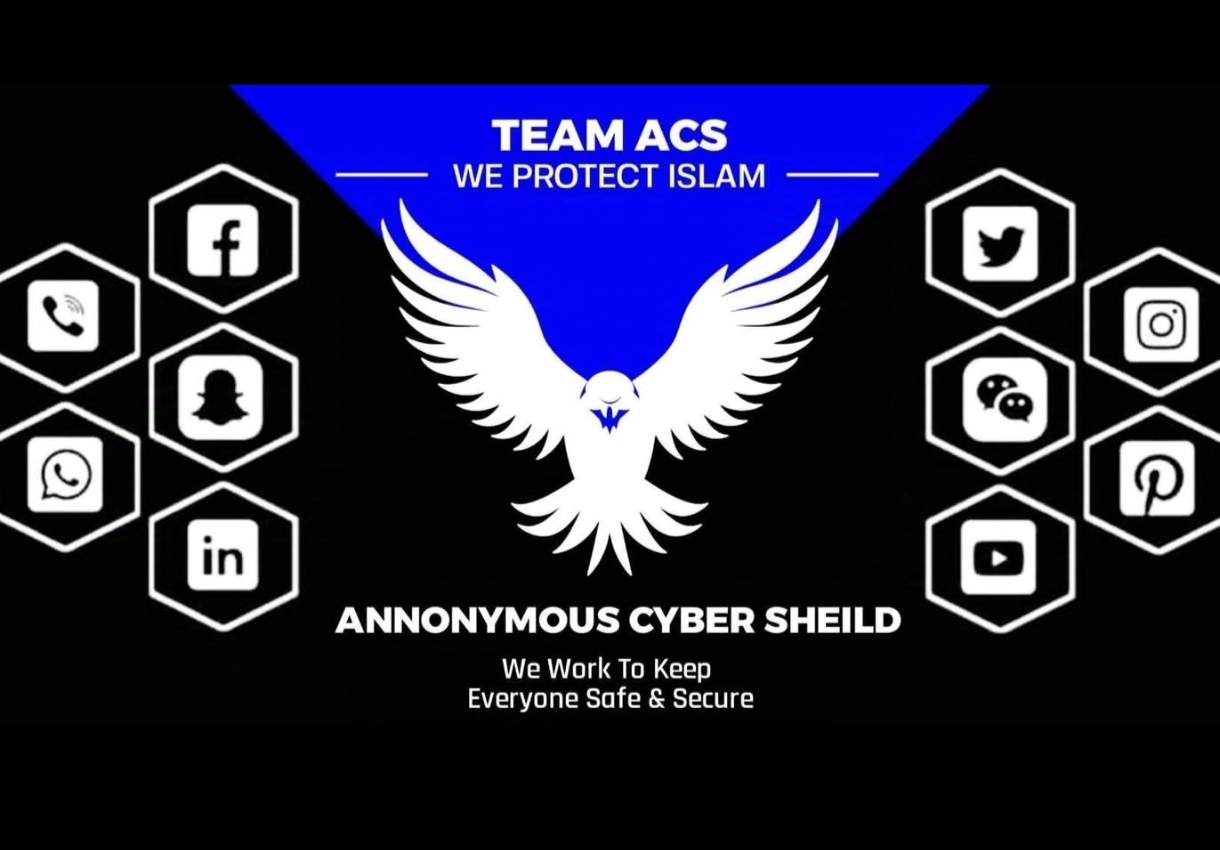 TEAM ACS
WE PROTECT ISLAM
ANNONYMOUS CYBER SHEILD
We Work To Keep
Everyone Safe & Secure